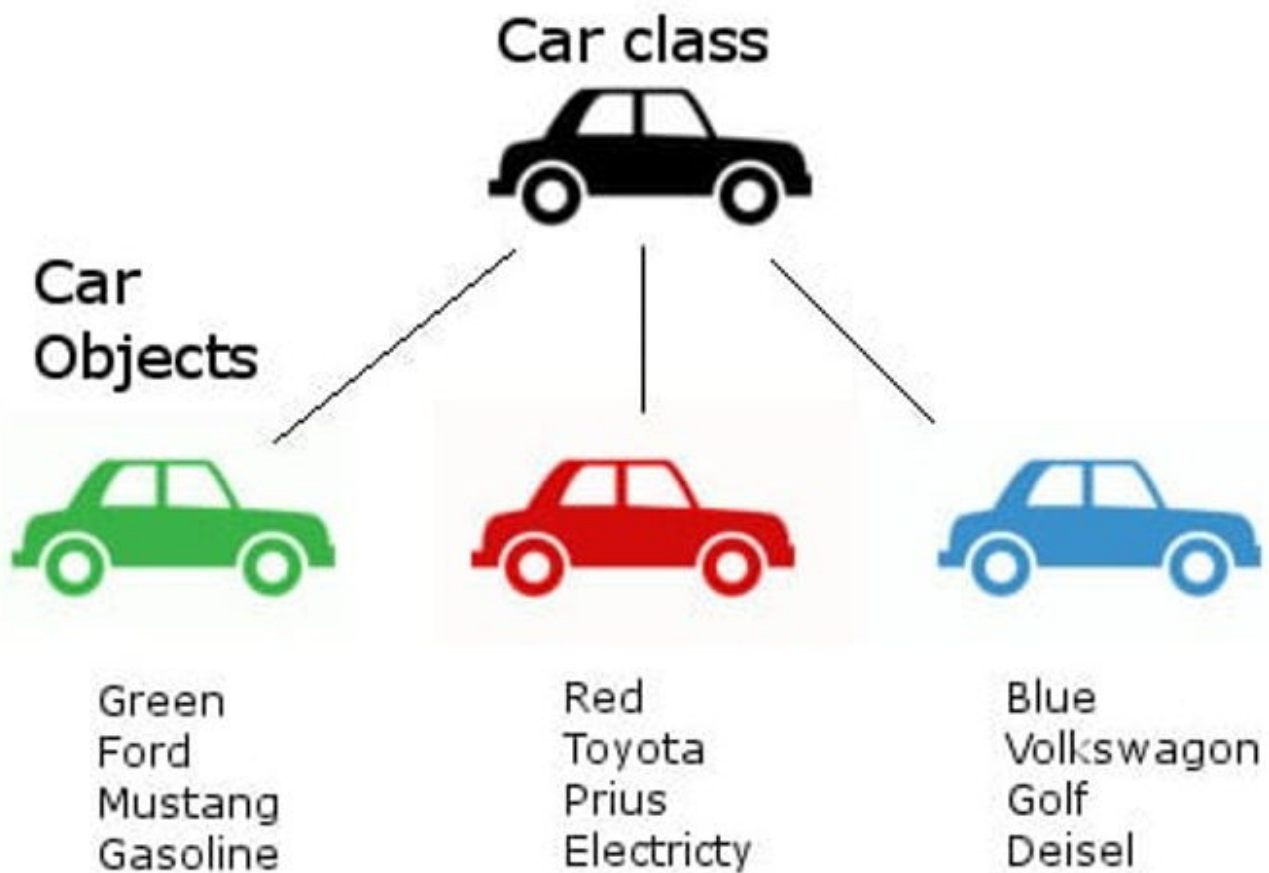 Car class
Car
Objects
Green
Ford
Mustang
Gasoline
Red
Toyota
Prius
Electricty
Blue
Volkswagon
Golf
Deisel